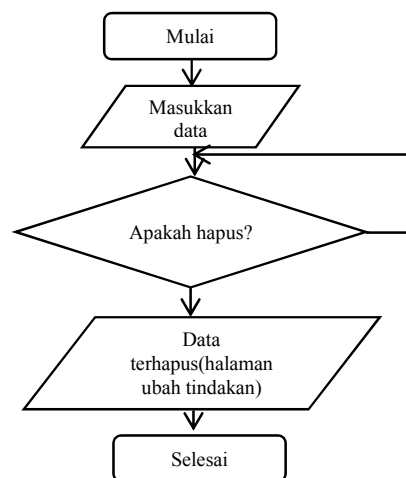 Mulai
Masukkan
data
Apakah hapus?
Data
terhapus(halaman
ubah tindakan)
Selesai